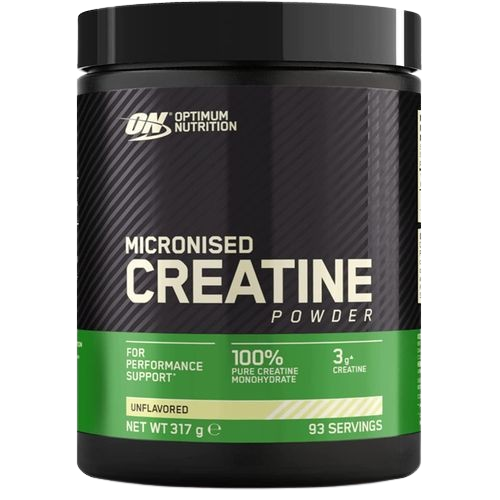 ON® OPTIMUM
NUTRITION
MICRONISED
CREATINE
POWDER
FOR
PERFORMANCE
SUPPORT*
100%
PURE CREATINE
MONOHYDRATE
3 g▲
CREATINE
UNFLAVORED
NET WT 317 g ℮
93 SERVINGS